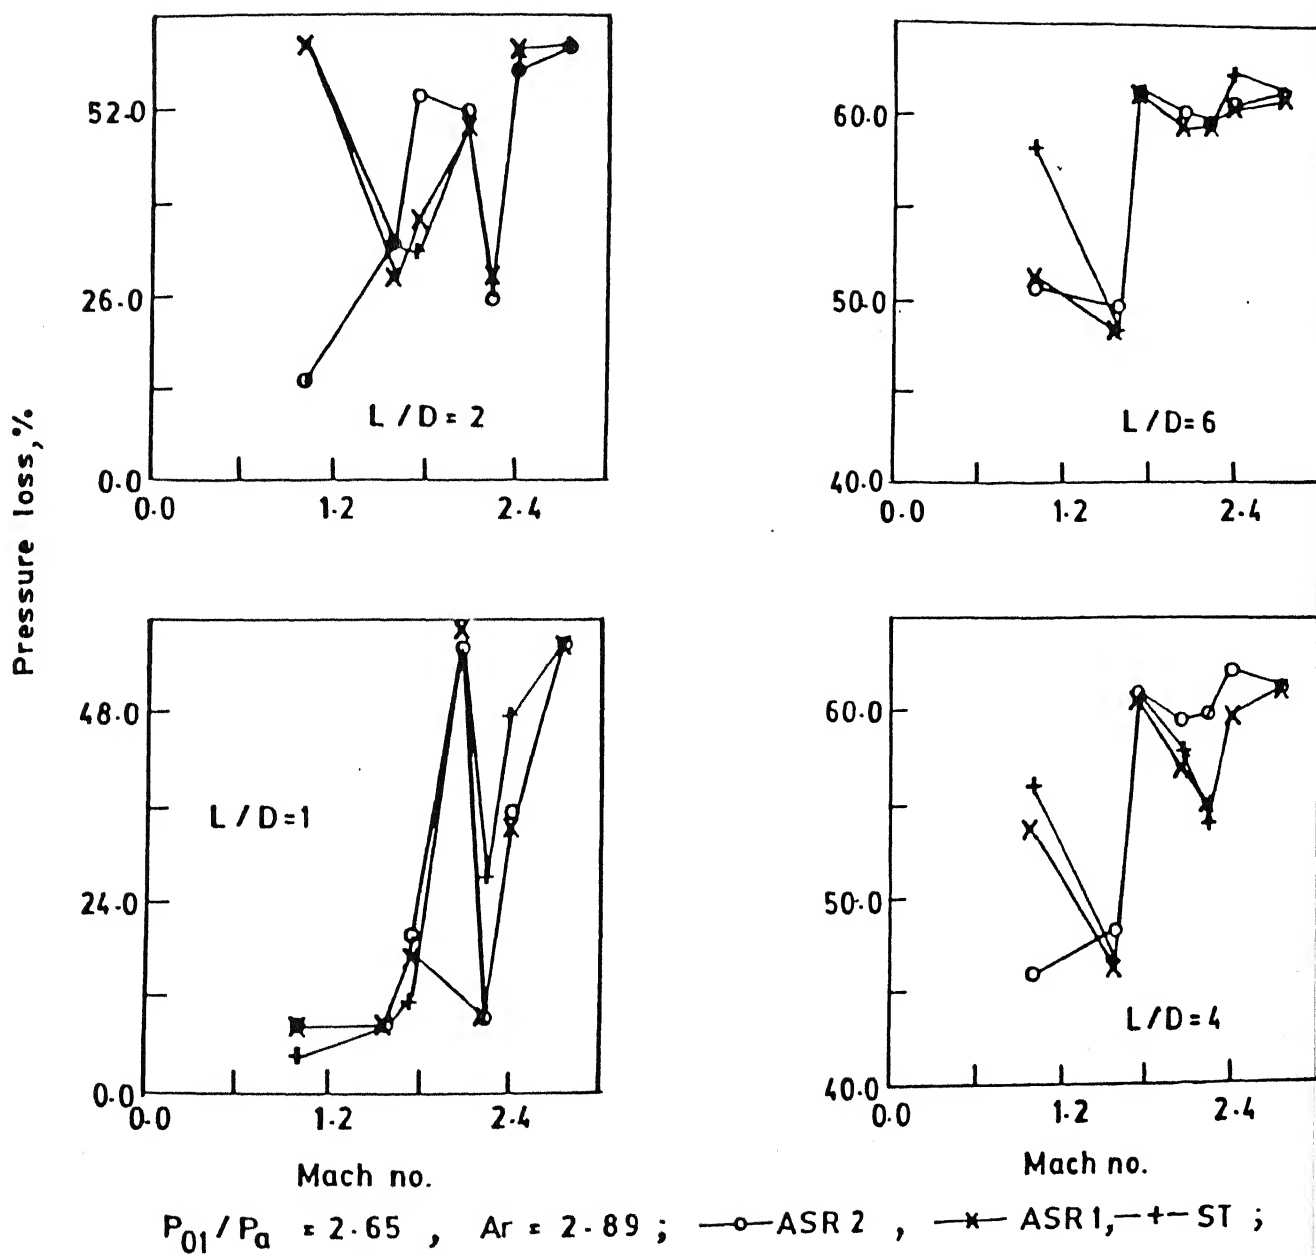 52.0
26.0
0.0
0.0 1.2 2.4
L/D = 2
60.0
50.0
40.0
0.0 1.2 2.4
L/D = 6
Pressure loss, %
48.0
24.0
0.0
0.0 1.2 2.4
L/D = 1
Mach no.
60.0
50.0
40.0
0.0 1.2 2.4
L/D = 4
Mach no.
P01/Pa = 2.65 , Ar = 2.89 ; —o— ASR 2 , —x— ASR 1, —+— ST ;